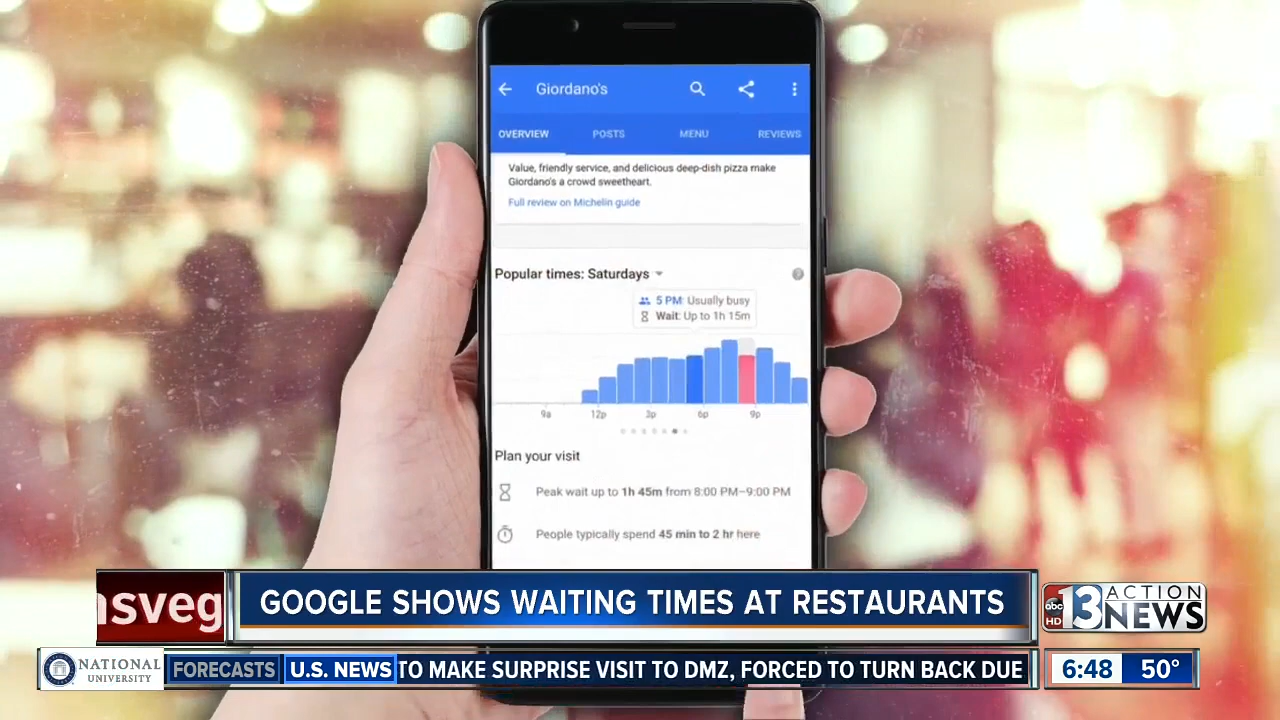 Giordano's
OVERVIEW POSTS MENU REVIEWS
Value, friendly service, and delicious deep-dish pizza make
Giordano's a crowd sweetheart.
Full review on Michelin guide
Popular times: Saturdays
?
5 PM: Usually busy
Wait: Up to 1h 15m
9a 12p 3p 6p 9p
Plan your visit
Peak wait up to 1h 45m from 8:00 PM–9:00 PM
People typically spend 45 min to 2 hr here
asveg
GOOGLE SHOWS WAITING TIMES AT RESTAURANTS
abc HD 13 ACTION NEWS
NATIONAL UNIVERSITY
FORECASTS U.S. NEWS TO MAKE SURPRISE VISIT TO DMZ, FORCED TO TURN BACK DUE
6:48 50°